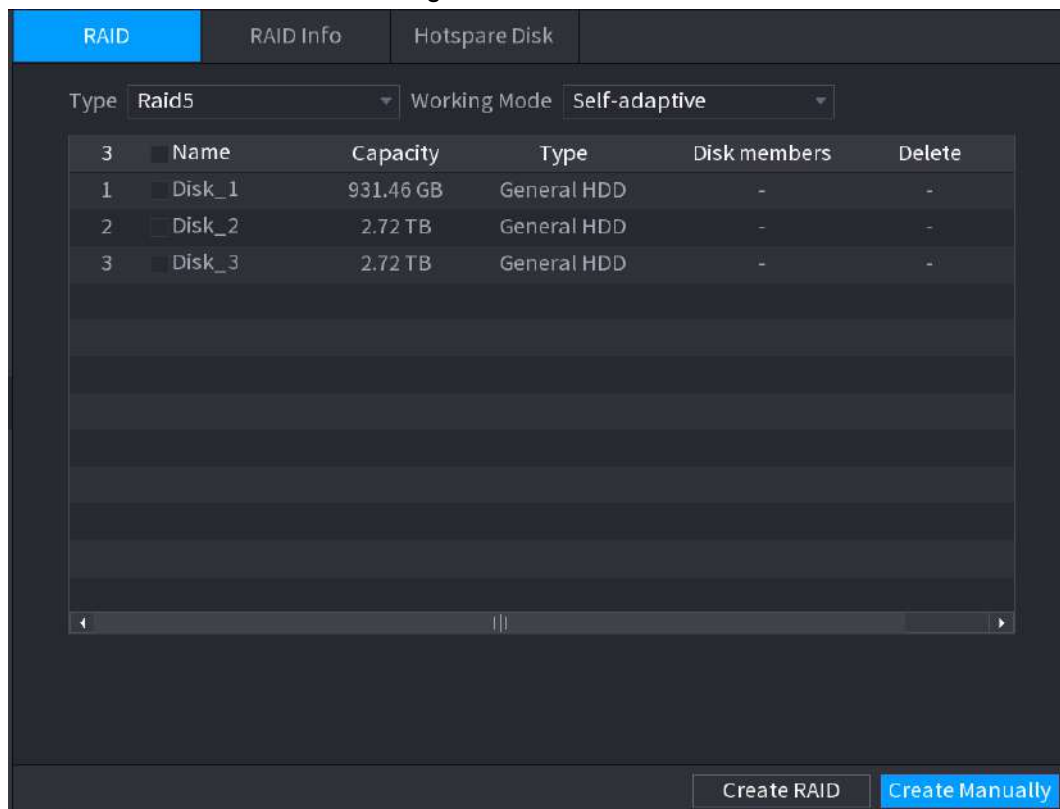 RAID RAID Info Hotspare Disk
Type Raid5 Working Mode Self-adaptive
3 Name Capacity Type Disk members Delete
1 Disk_1 931.46 GB General HDD - -
2 Disk_2 2.72 TB General HDD - -
3 Disk_3 2.72 TB General HDD - -
Create RAID Create Manually